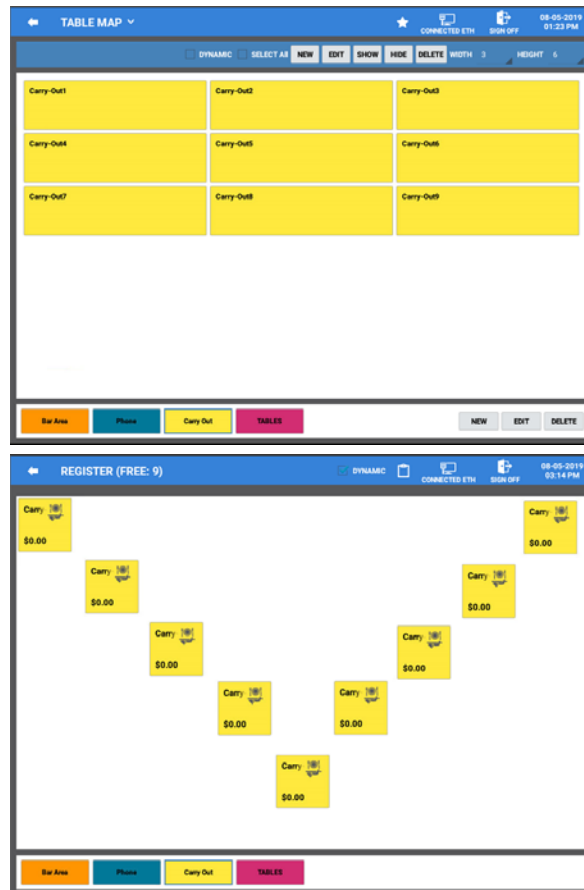 TABLE MAP
CONNECTED ETH
SIGN OFF
08-05-2019
01:23 PM
DYNAMIC
SELECT All
NEW
EDIT
SHOW
HIDE
DELETE
WIDTH 3
HEIGHT 6
Carry-Out1
Carry-Out2
Carry-Out3
Carry-Out4
Carry-Out5
Carry-Out6
Carry-Out7
Carry-Out8
Carry-Out9
Bar Area
Phone
Carry Out
TABLES
NEW
EDIT
DELETE
REGISTER (FREE: 9)
DYNAMIC
CONNECTED ETH
SIGN OFF
08-05-2019
03:14 PM
Carry
$0.00
Carry
$0.00
Carry
$0.00
Carry
$0.00
Carry
$0.00
Carry
$0.00
Carry
$0.00
Carry
$0.00
Carry
$0.00
Bar Area
Phone
Carry Out
TABLES